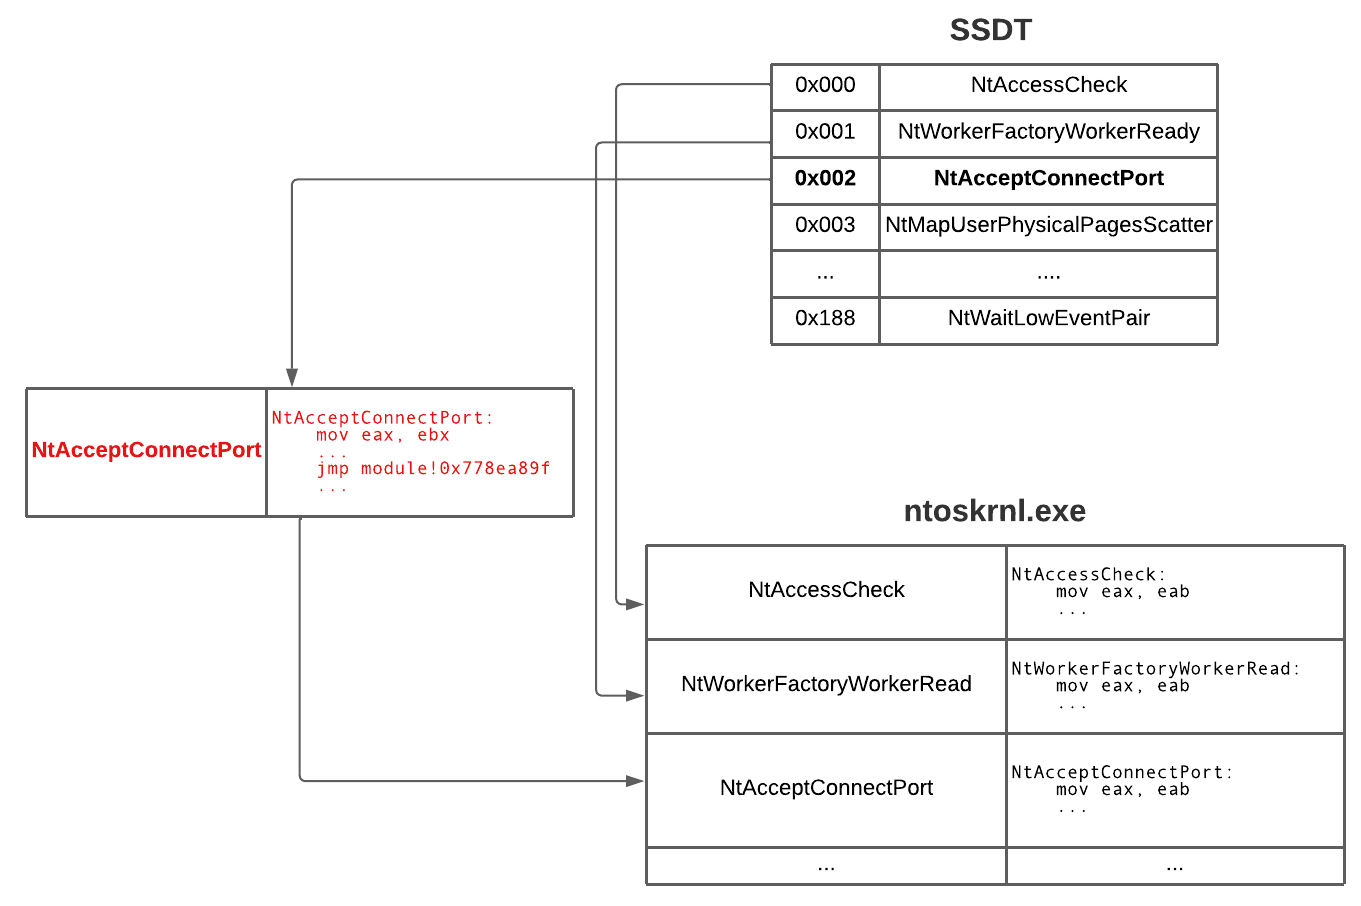 SSDT
0x000 NtAccessCheck
0x001 NtWorkerFactoryWorkerReady
0x002 NtAcceptConnectPort
0x003 NtMapUserPhysicalPagesScatter
... ....
0x188 NtWaitLowEventPair
NtAcceptConnectPort
NtAcceptConnectPort:
mov eax, ebx
...
jmp module!0x778ea89f
...
ntoskrnl.exe
NtAccessCheck
NtAccessCheck:
mov eax, eab
...
NtWorkerFactoryWorkerRead
NtWorkerFactoryWorkerRead:
mov eax, eab
...
NtAcceptConnectPort
NtAcceptConnectPort:
mov eax, eab
...
... ...